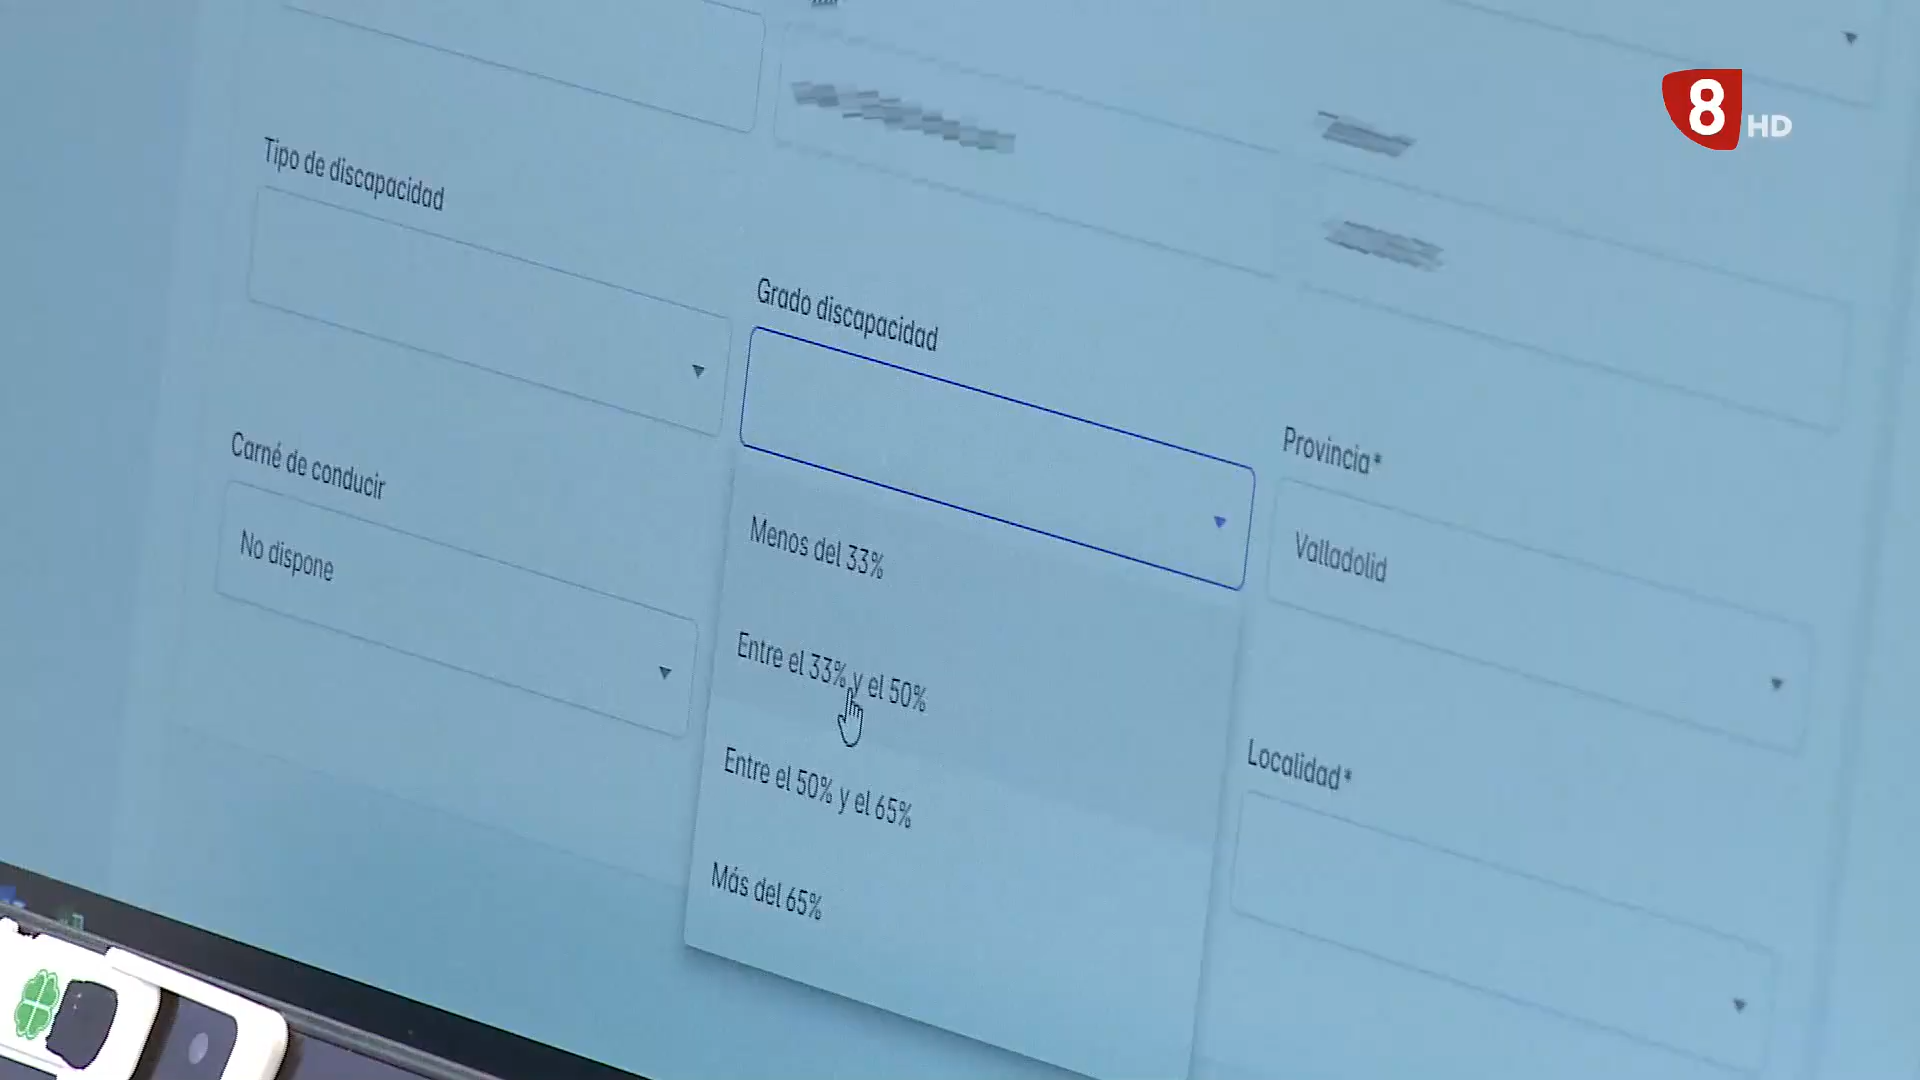 8 HD
Tipo de discapacidad
Grado discapacidad
Provincia*
Carné de conducir
Valladolid
No dispone
Menos del 33%
Entre el 33% y el 50%
Entre el 50% y el 65%
Más del 65%
Localidad*